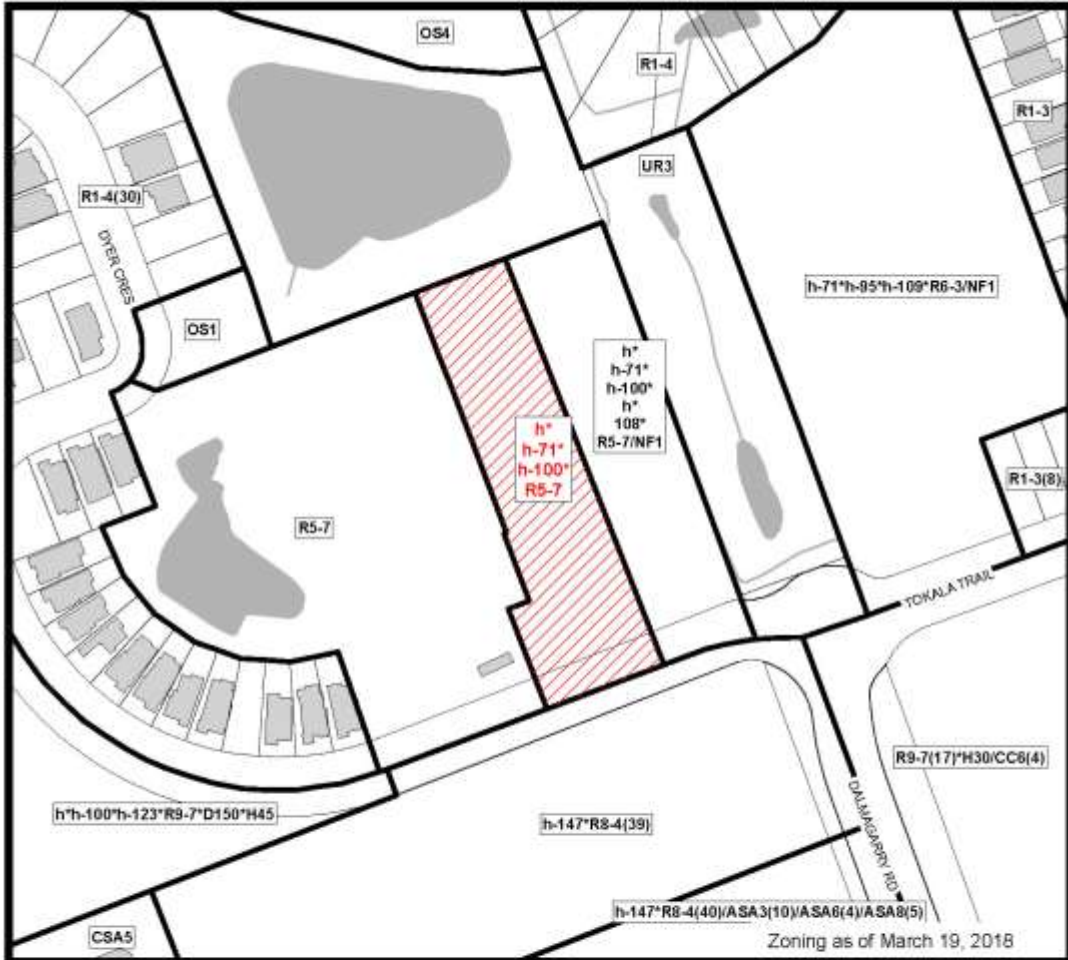 OS4
R1-4
R1-3
UR3
R1-4(30)
DYER CRES
h-71*h-95*h-109*R6-3/NF1
OS1
h*
h-71*
h-100*
h*
108*
R5-7/NF1
h*
h-71*
h-100*
R5-7
R1-3(8)
R5-7
TOKALA TRAIL
R9-7(17)*H30/CC6(4)
h*h-100*h-123*R9-7*D150*H45
h-147*R8-4(39)
DALMAGARRY RD
h-147*R8-4(40)/ASA3(10)/ASA6(4)/ASA8(5)
CSA5
Zoning as of March 19, 2018